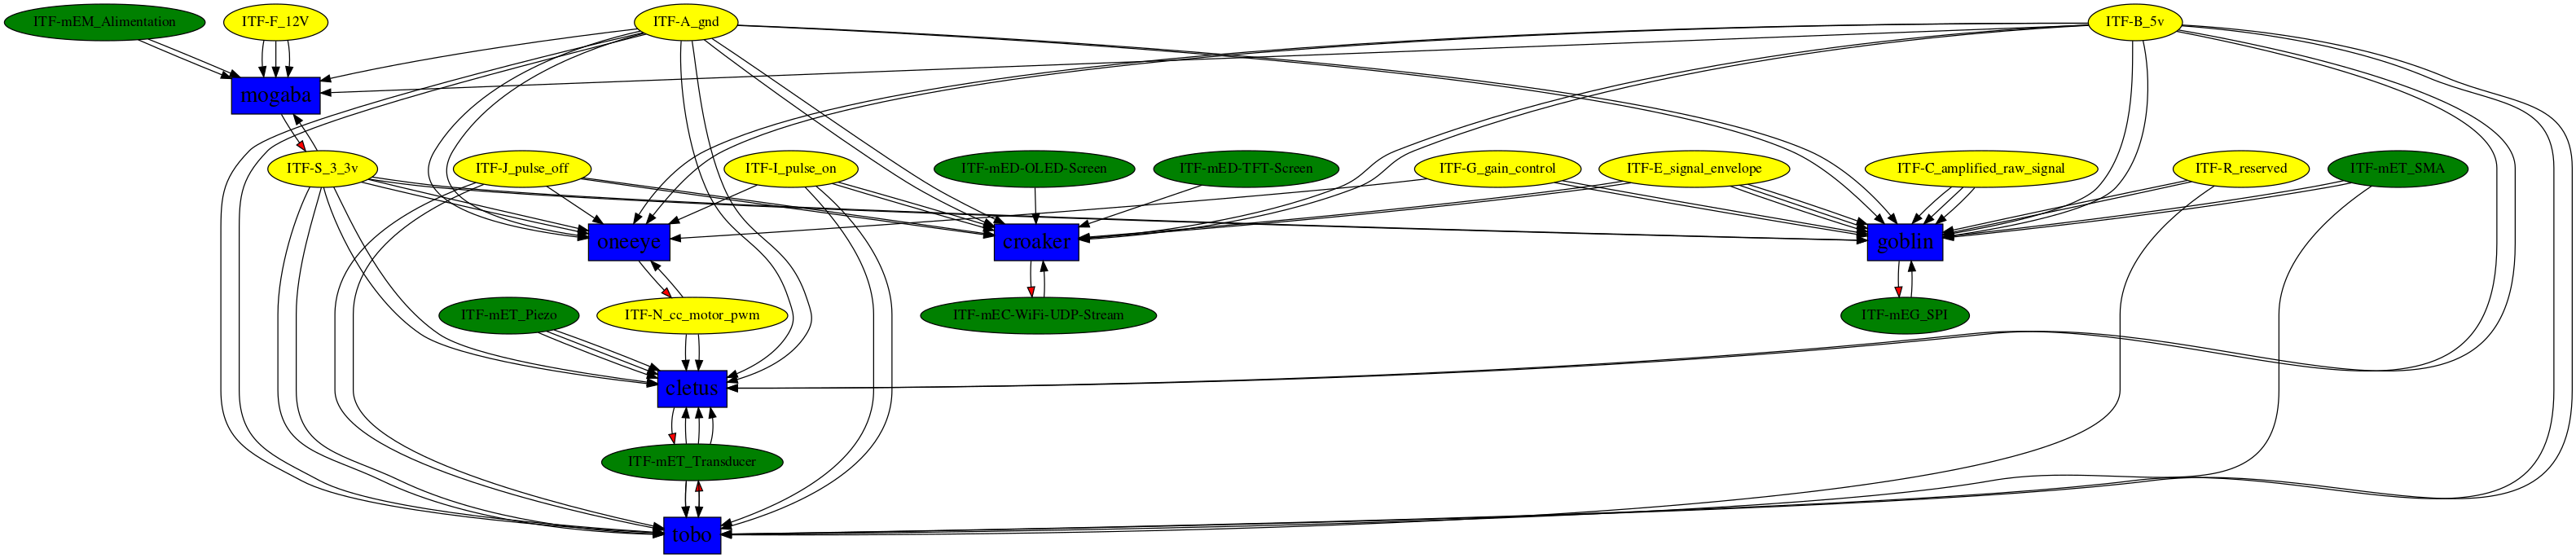 ITF-mEM_Alimentation
ITF-F_12V
ITF-A_gnd
ITF-B_5v
mogaba
ITF-S_3_3v
ITF-J_pulse_off
ITF-I_pulse_on
ITF-mED-OLED-Screen
ITF-mED-TFT-Screen
ITF-G_gain_control
ITF-E_signal_envelope
ITF-C_amplified_raw_signal
ITF-R_reserved
ITF-mET_SMA
oneeye
croaker
goblin
ITF-mET_Piezo
ITF-N_cc_motor_pwm
ITF-mEC-WiFi-UDP-Stream
ITF-mEG_SPI
cletus
ITF-mET_Transducer
tobo